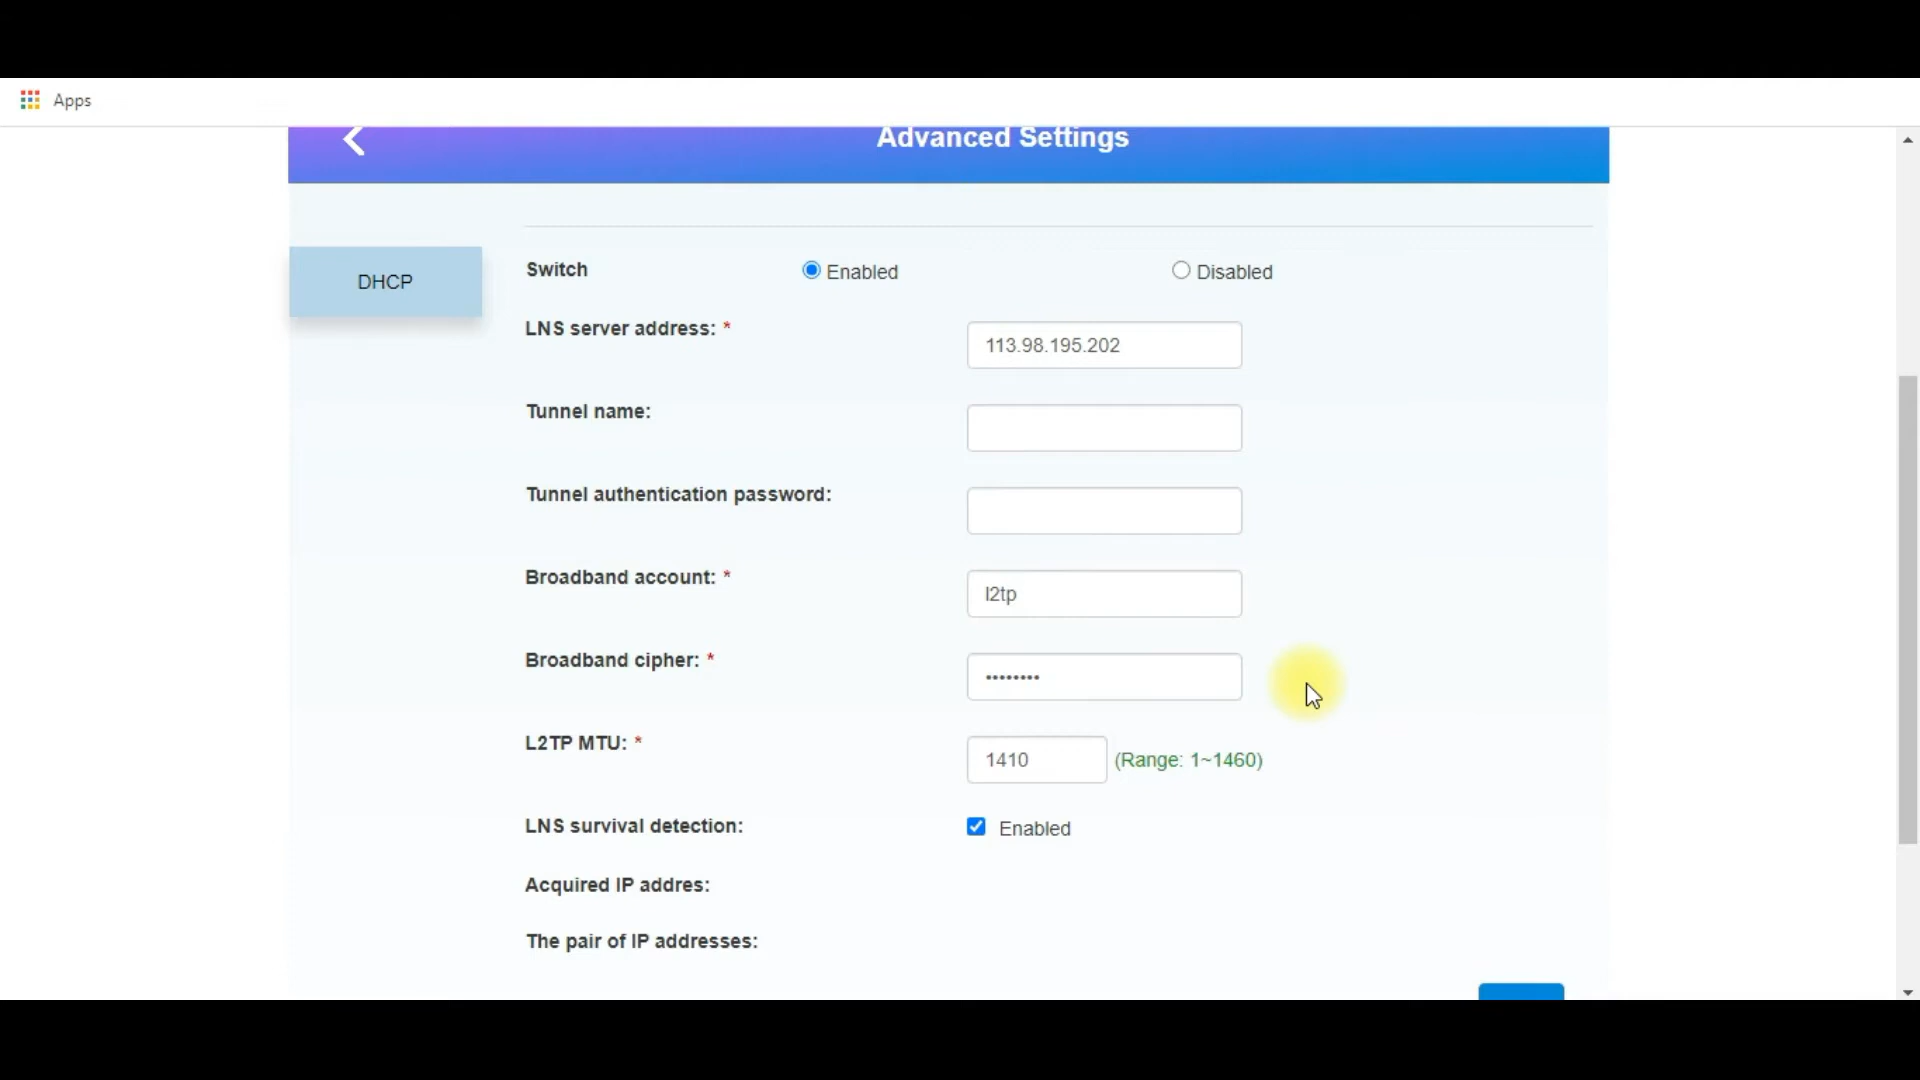 Apps
Advanced Settings
DHCP
Switch Enabled Disabled
LNS server address: * 113.98.195.202
Tunnel name:
Tunnel authentication password:
Broadband account: * l2tp
Broadband cipher: * ••••••••
L2TP MTU: * 1410 (Range: 1~1460)
LNS survival detection: Enabled
Acquired IP addres:
The pair of IP addresses: